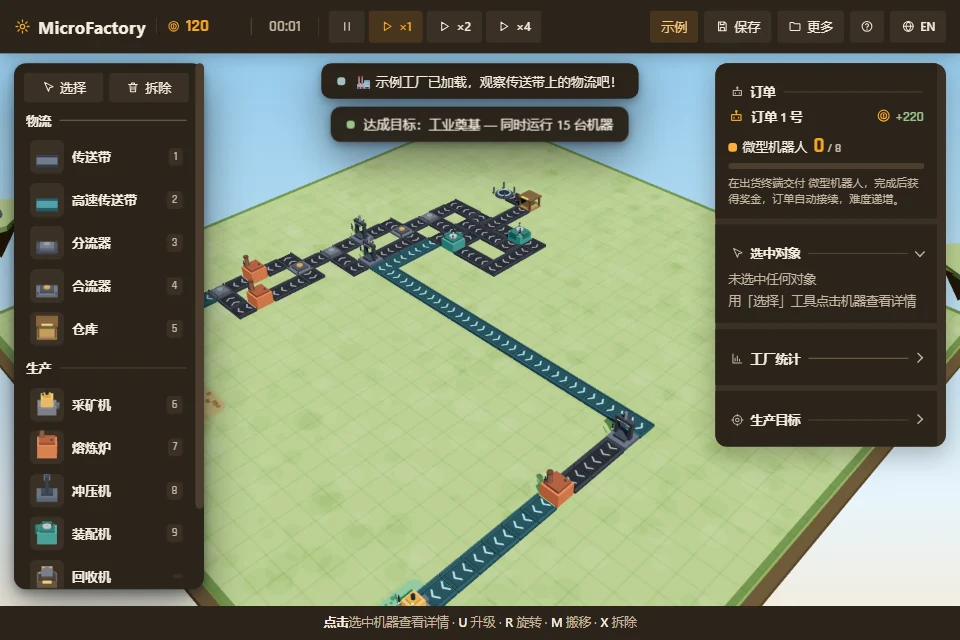 MicroFactory
120
00:01
×1
×2
×4
示例
保存
更多
EN
选择
拆除
物流
传送带
1
高速传送带
2
分流器
3
合流器
4
仓库
5
生产
采矿机
6
熔炼炉
7
冲压机
8
装配机
9
回收机
示例工厂已加载，观察传送带上的物流吧！
达成目标：工业奠基 — 同时运行 15 台机器
订单
订单 1 号
+220
微型机器人
0 / 8
在出货终端交付 微型机器人，完成后获
得奖金，订单自动接续，难度递增。
选中对象
未选中任何对象
用「选择」工具点击机器查看详情
工厂统计
生产目标
点击选中机器查看详情 · U 升级 · R 旋转 · M 搬移 · X 拆除